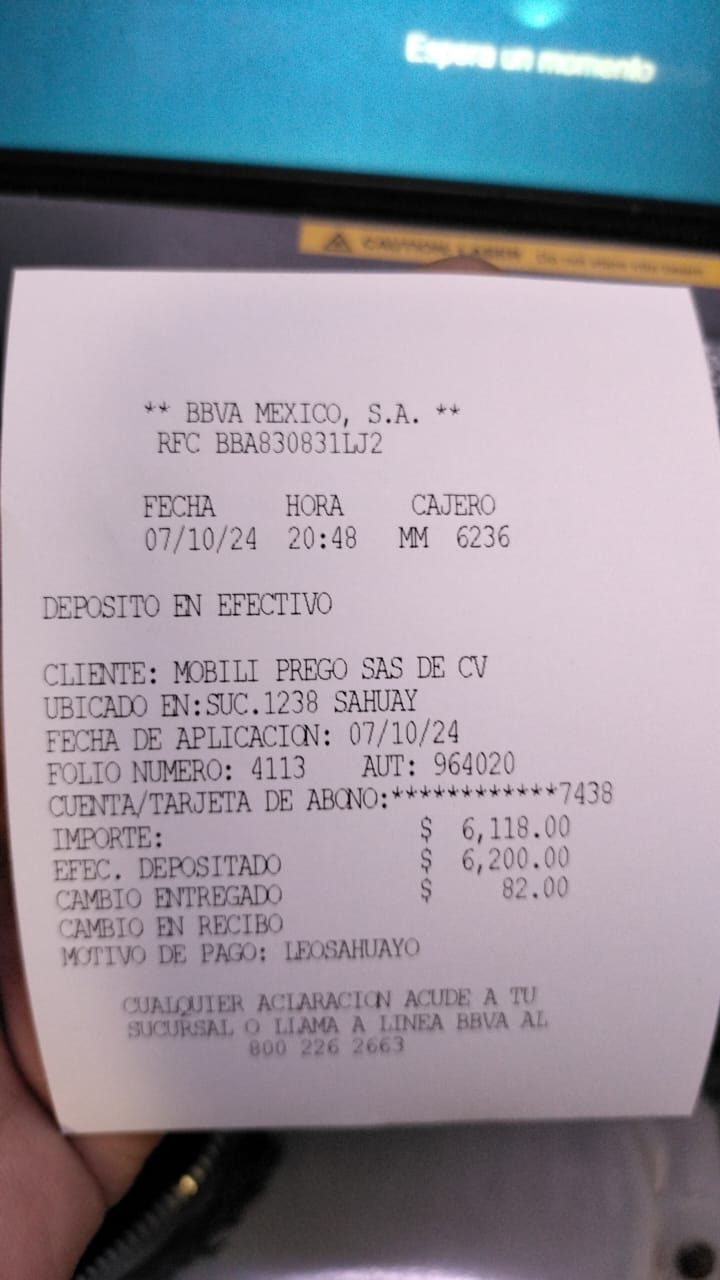 Espera un momento
CAUTION LASER
** BBVA MEXICO, S.A. **
RFC BBA830831LJ2
FECHA HORA CAJERO
07/10/24 20:48 MM 6236
DEPOSITO EN EFECTIVO
CLIENTE: MOBILI PREGO SAS DE CV
UBICADO EN:SUC.1238 SAHUAY
FECHA DE APLICACION: 07/10/24
FOLIO NUMERO: 4113 AUT: 964020
CUENTA/TARJETA DE ABONO:************7438
IMPORTE: $ 6,118.00
EFEC. DEPOSITADO $ 6,200.00
CAMBIO ENTREGADO $ 82.00
CAMBIO EN RECIBO
MOTIVO DE PAGO: LEOSAHUAYO
CUALQUIER ACLARACION ACUDE A TU
SUCURSAL O LLAMA A LINEA BBVA AL
800 226 2663